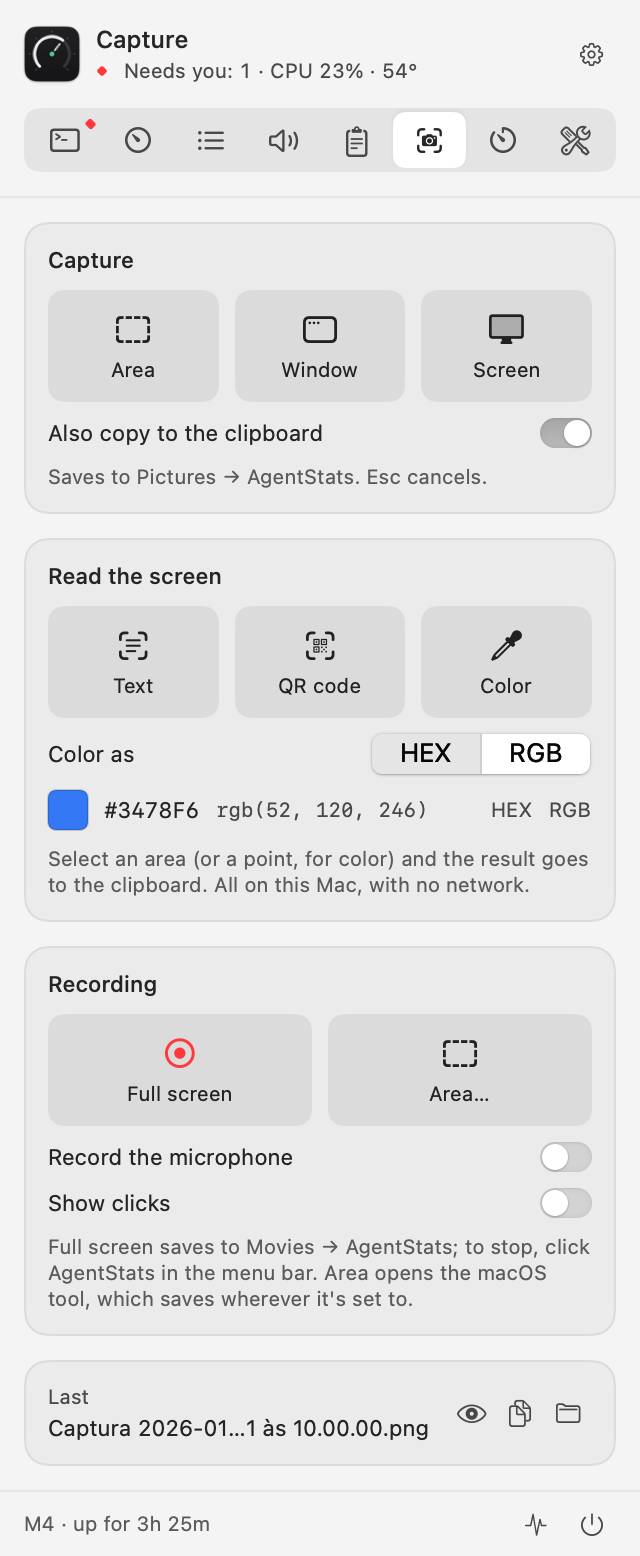 Capture
Needs you: 1 · CPU 23% · 54°
Capture
Area
Window
Screen
Also copy to the clipboard
Saves to Pictures → AgentStats. Esc cancels.
Read the screen
Text
QR code
Color
Color as
HEX
RGB
#3478F6 rgb(52, 120, 246) HEX RGB
Select an area (or a point, for color) and the result goes
to the clipboard. All on this Mac, with no network.
Recording
Full screen
Area...
Record the microphone
Show clicks
Full screen saves to Movies → AgentStats; to stop, click
AgentStats in the menu bar. Area opens the macOS
tool, which saves wherever it's set to.
Last
Captura 2026-01...1 às 10.00.00.png
M4 · up for 3h 25m